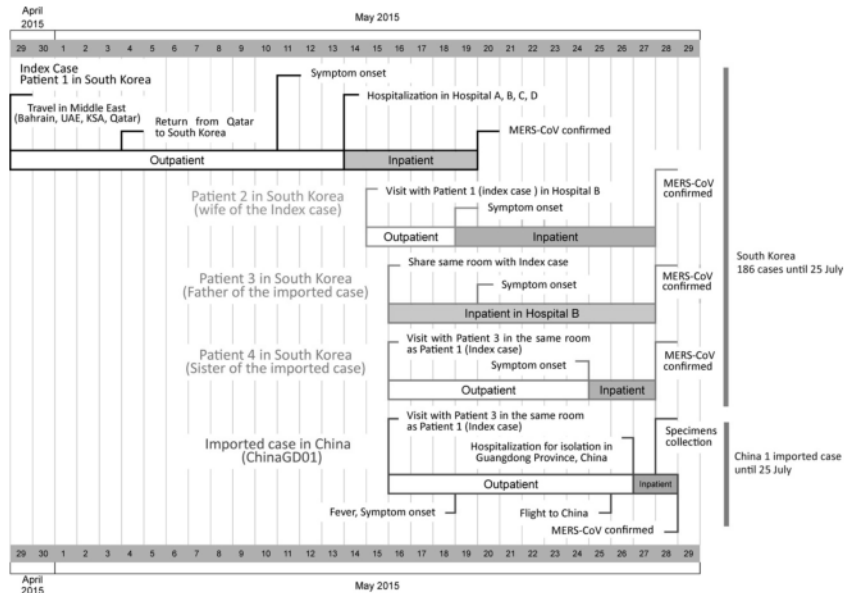 April
2015
May 2015
29 30 1 2 3 4 5 6 7 8 9 10 11 12 13 14 15 16 17 18 19 20 21 22 23 24 25 26 27 28 29
Index Case
Patient 1 in South Korea
Symptom onset
Travel in Middle East
(Bahrain, UAE, KSA, Qatar)
Return from Qatar
to South Korea
Hospitalization in Hospital A, B, C, D
MERS-CoV confirmed
Outpatient
Inpatient
Patient 2 in South Korea
(wife of the Index case)
Visit with Patient 1 (index case ) in Hospital B
Symptom onset
MERS-CoV
confirmed
Outpatient
Inpatient
Patient 3 in South Korea
(Father of the imported case)
Share same room with Index case
Symptom onset
MERS-CoV
confirmed
Inpatient in Hospital B
South Korea
186 cases until 25 July
Patient 4 in South Korea
(Sister of the imported case)
Visit with Patient 3 in the same room
as Patient 1 (Index case)
Symptom onset
MERS-CoV
confirmed
Outpatient
Inpatient
Imported case in China
(ChinaGD01)
Visit with Patient 3 in the same room
as Patient 1 (Index case)
Hospitalization for isolation in
Guangdong Province, China
Specimens
collection
Outpatient
Inpatient
China 1 imported case
until 25 July
Fever, Symptom onset
Flight to China
MERS-CoV confirmed
29 30 1 2 3 4 5 6 7 8 9 10 11 12 13 14 15 16 17 18 19 20 21 22 23 24 25 26 27 28 29
April
2015
May 2015